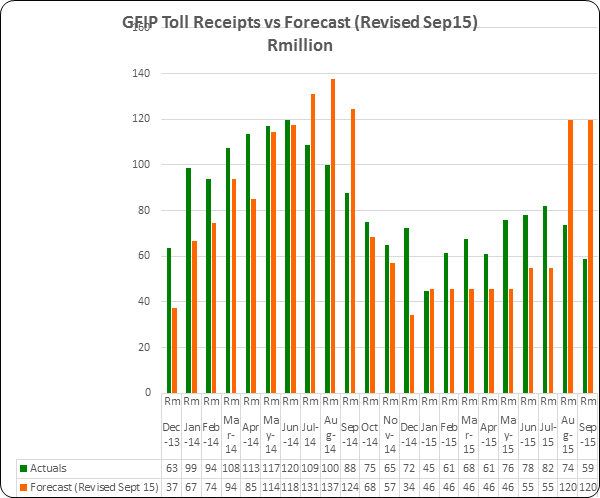 GFIP Toll Receipts vs Forecast (Revised Sep15)
Rmillion
160
140
120
100
80
60
40
20
0
Rm Rm Rm Rm Rm Rm Rm Rm Rm Rm Rm Rm Rm Rm Rm Rm Rm Rm Rm Rm Rm Rm
Dec-13 Jan-14 Feb-14 Mar-14 Apr-14 May-14 Jun-14 Jul-14 Aug-14 Sep-14 Oct-14 Nov-14 Dec-14 Jan-15 Feb-15 Mar-15 Apr-15 May-15 Jun-15 Jul-15 Aug-15 Sep-15
Actuals 63 99 94 108 113 117 120 109 100 88 75 65 72 45 61 68 61 76 78 82 74 59
Forecast (Revised Sept 15) 37 67 74 94 85 114 118 131 137 124 68 57 34 46 46 46 46 46 55 55 120 120